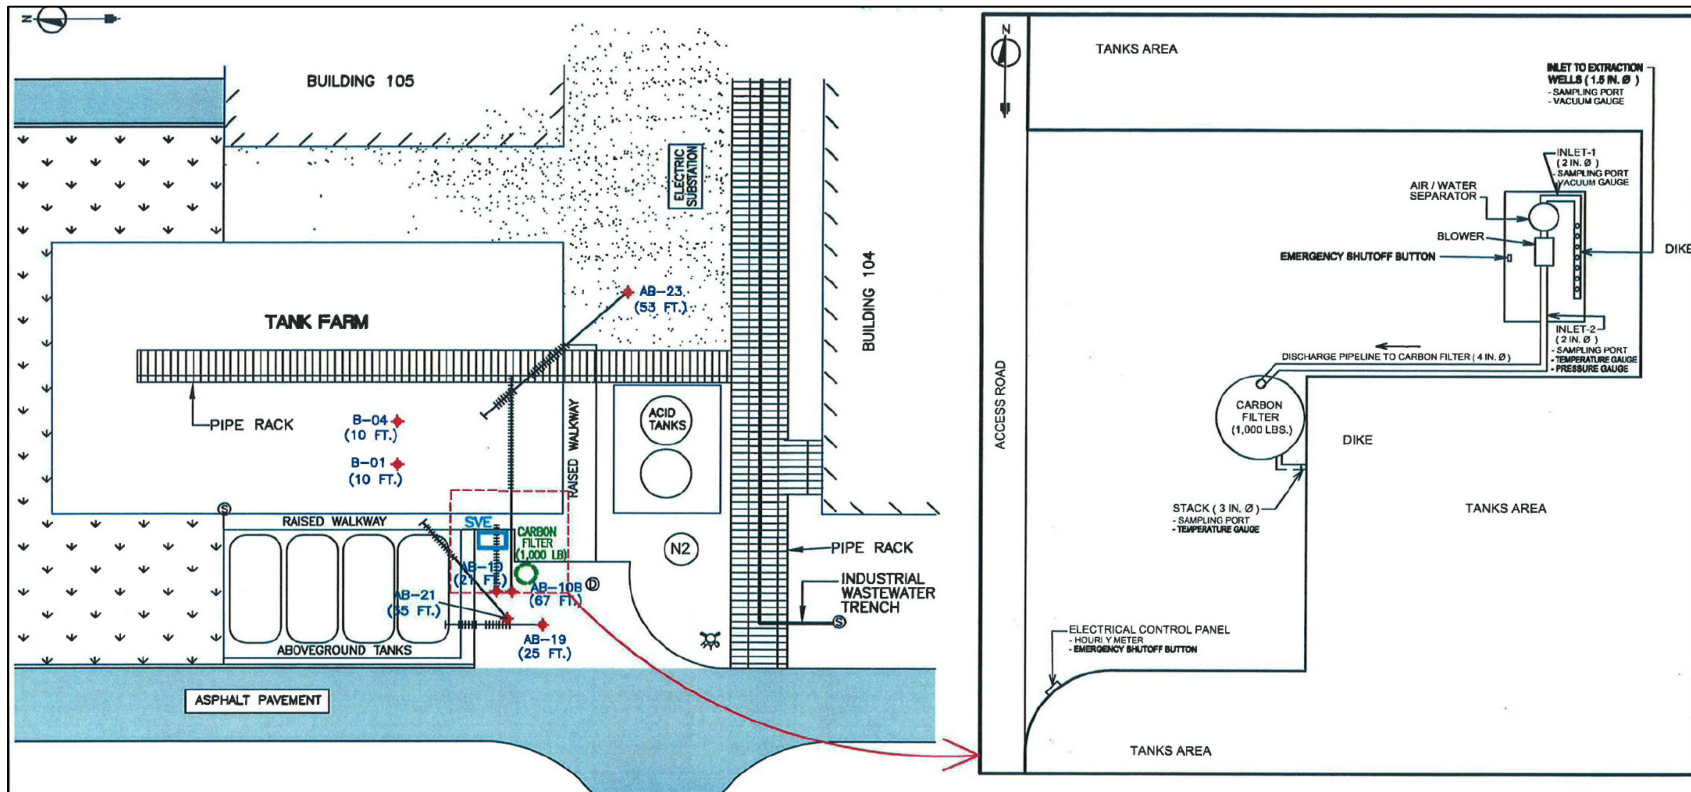 N
BUILDING 105
ELECTRIC
SUBSTATION
BUILDING 104
AB-23
(53 FT.)
TANK FARM
PIPE RACK
B-04
(10 FT.)
B-01
(10 FT.)
RAISED WALKWAY
ACID
TANKS
S
RAISED WALKWAY
SVE
CARBON
FILTER
(1,000 LB)
N2
PIPE RACK
AB-10
(21 FT.)
AB-10B
(67 FT.)
D
AB-21
(55 FT.)
AB-19
(25 FT.)
INDUSTRIAL
WASTEWATER
TRENCH
S
ABOVEGROUND TANKS
ASPHALT PAVEMENT
N
TANKS AREA
INLET TO EXTRACTION
WELLS ( 1.5 IN. Ø )
- SAMPLING PORT
- VACUUM GAUGE
INLET-1
( 2 IN. Ø )
- SAMPLING PORT
- VACUUM GAUGE
AIR / WATER
SEPARATOR
BLOWER
EMERGENCY SHUTOFF BUTTON
DIKE
INLET-2
( 2 IN. Ø )
- SAMPLING PORT
- TEMPERATURE GAUGE
- PRESSURE GAUGE
DISCHARGE PIPELINE TO CARBON FILTER ( 4 IN. Ø )
ACCESS ROAD
CARBON
FILTER
(1,000 LBS.)
DIKE
STACK ( 3 IN. Ø )
- SAMPLING PORT
- TEMPERATURE GAUGE
TANKS AREA
ELECTRICAL CONTROL PANEL
- HOURLY METER
- EMERGENCY SHUTOFF BUTTON
TANKS AREA